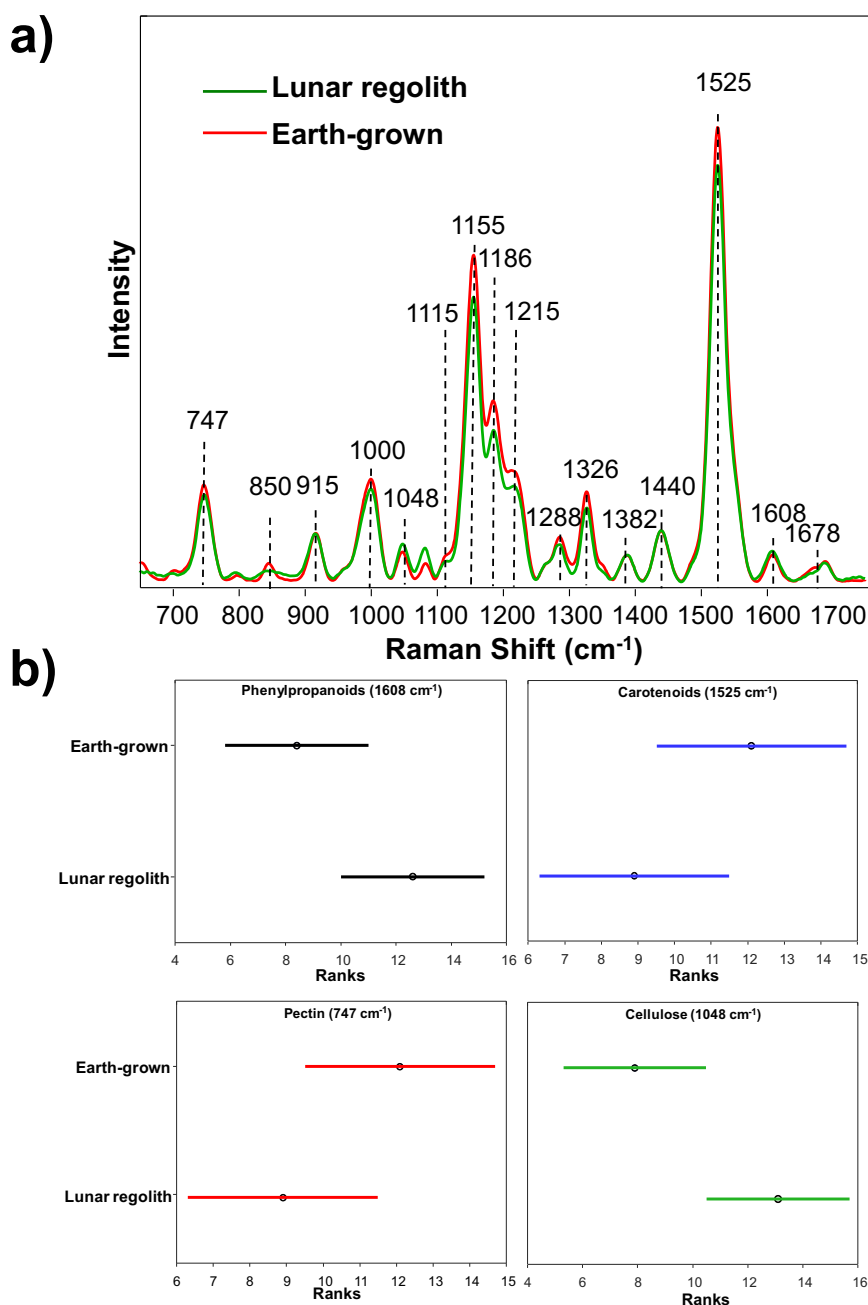 a)
Lunar regolith
Earth-grown
1525
1155
1186
1115
1215
747
850
915
1000
1048
1288
1326
1382
1440
1608
1678
Intensity
700 800 900 1000 1100 1200 1300 1400 1500 1600 1700
Raman Shift (cm⁻¹)
b)
Phenylpropanoids (1608 cm⁻¹)
Earth-grown
Lunar regolith
4 6 8 10 12 14 16
Ranks
Carotenoids (1525 cm⁻¹)
6 7 8 9 10 11 12 13 14 15
Ranks
Pectin (747 cm⁻¹)
Earth-grown
Lunar regolith
6 7 8 9 10 11 12 13 14 15
Ranks
Cellulose (1048 cm⁻¹)
4 6 8 10 12 14 16
Ranks